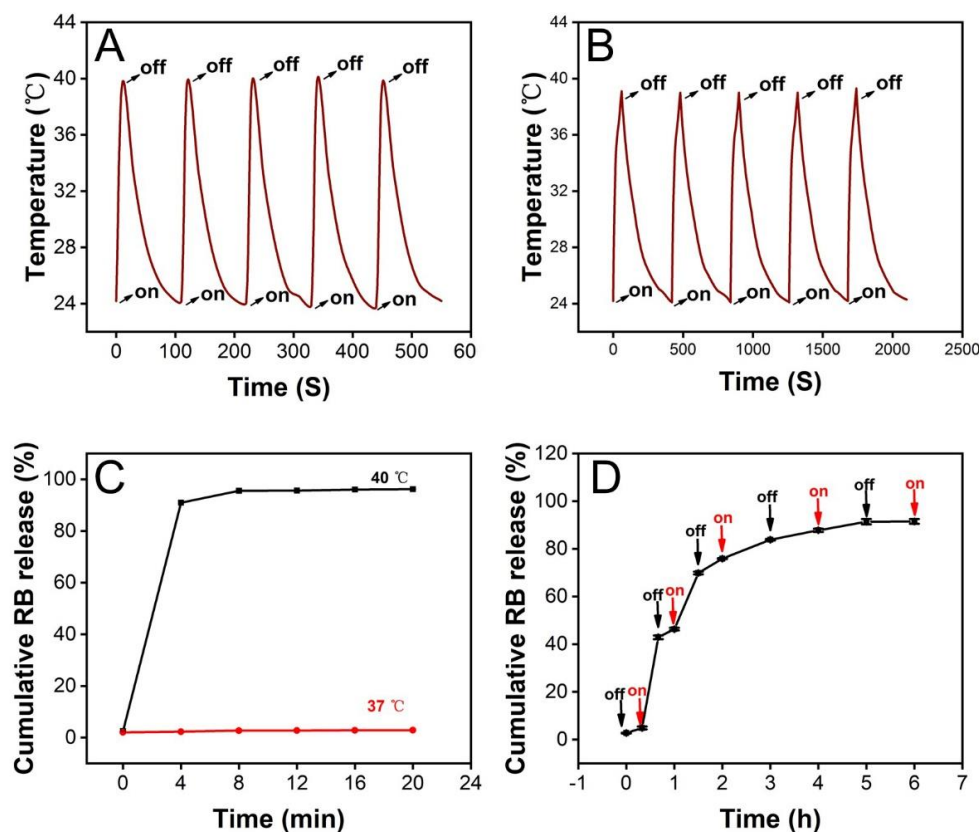 A
44
40
36
32
28
24
Temperature (℃)
off off off off off
on on on on on
0 100 200 300 400 500 60
Time (S)
B
44
40
36
32
28
24
Temperature (℃)
off off off off off
on on on on on
0 500 1000 1500 2000 2500
Time (S)
C
100
80
60
40
20
0
Cumulative RB release (%)
40 ℃
37 ℃
0 4 8 12 16 20 24
Time (min)
D
120
100
80
60
40
20
0
Cumulative RB release (%)
off on off on off on off on off on
-1 0 1 2 3 4 5 6 7
Time (h)